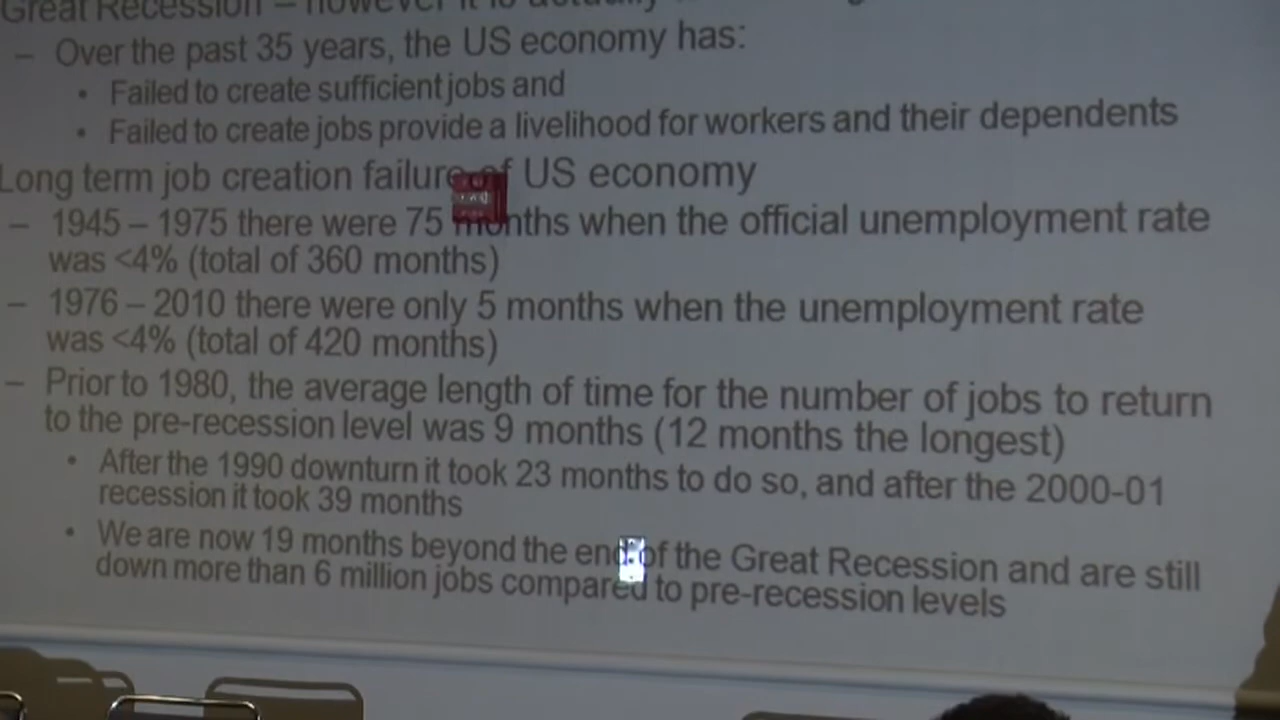 Great Recession – however it is actually
– Over the past 35 years, the US economy has:
• Failed to create sufficient jobs and
• Failed to create jobs provide a livelihood for workers and their dependents
Long term job creation failure of US economy
– 1945 – 1975 there were 75 months when the official unemployment rate
was <4% (total of 360 months)
– 1976 – 2010 there were only 5 months when the unemployment rate
was <4% (total of 420 months)
– Prior to 1980, the average length of time for the number of jobs to return
to the pre-recession level was 9 months (12 months the longest)
• After the 1990 downturn it took 23 months to do so, and after the 2000-01
recession it took 39 months
• We are now 19 months beyond the end of the Great Recession and are still
down more than 6 million jobs compared to pre-recession levels